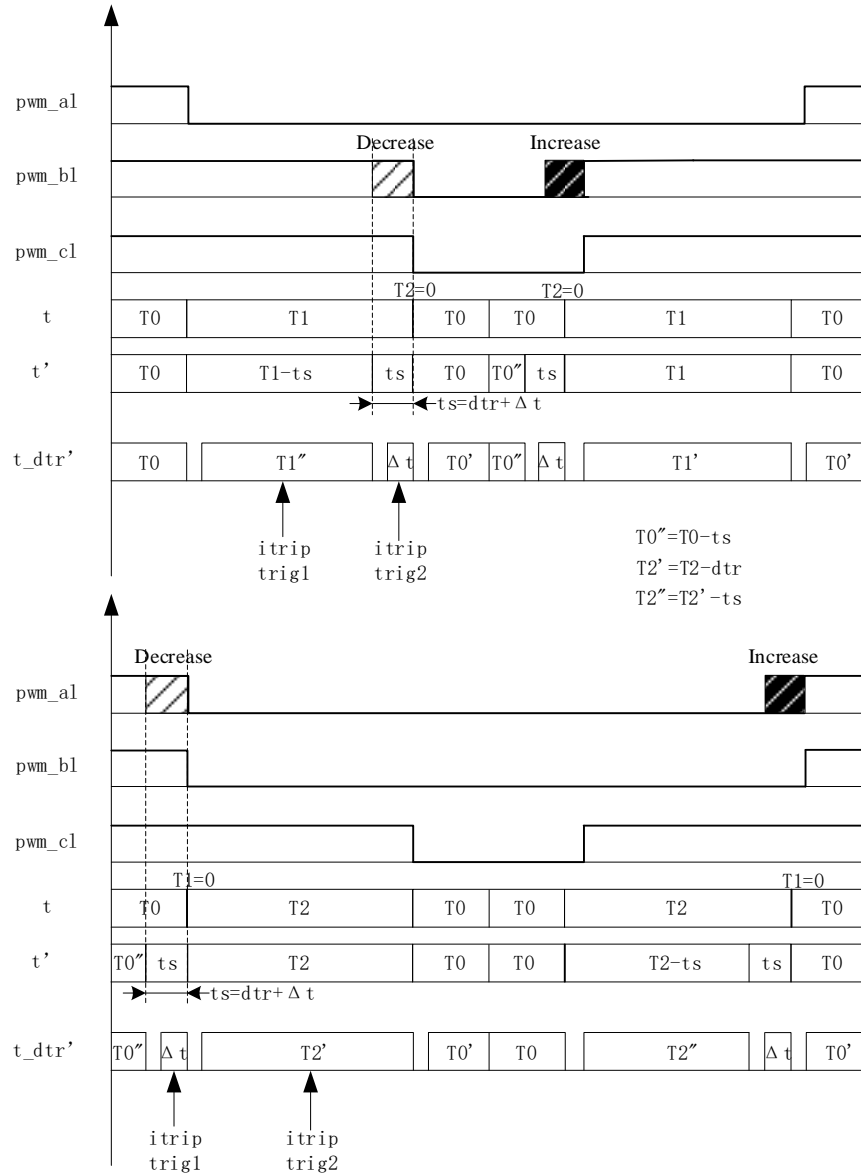 pwm_al
Decrease Increase
pwm_bl
pwm_cl
T2=0 T2=0
t T0 T1 T0 T0 T1 T0
t’ T0 T1-ts ts T0 T0″ ts T1 T0
ts=dtr+Δt
t_dtr’ T0 T1″ Δt T0’ T0″ Δt T1’ T0’
itrip itrip
trig1 trig2
T0″=T0-ts
T2’=T2-dtr
T2″=T2’-ts
Decrease Increase
pwm_al
pwm_bl
pwm_cl
T1=0 T1=0
t T0 T2 T0 T0 T2 T0
t’ T0″ ts T2 T0 T0 T2-ts ts T0
ts=dtr+Δt
t_dtr’ T0″ Δt T2’ T0’ T0 T2″ Δt T0’
itrip itrip
trig1 trig2